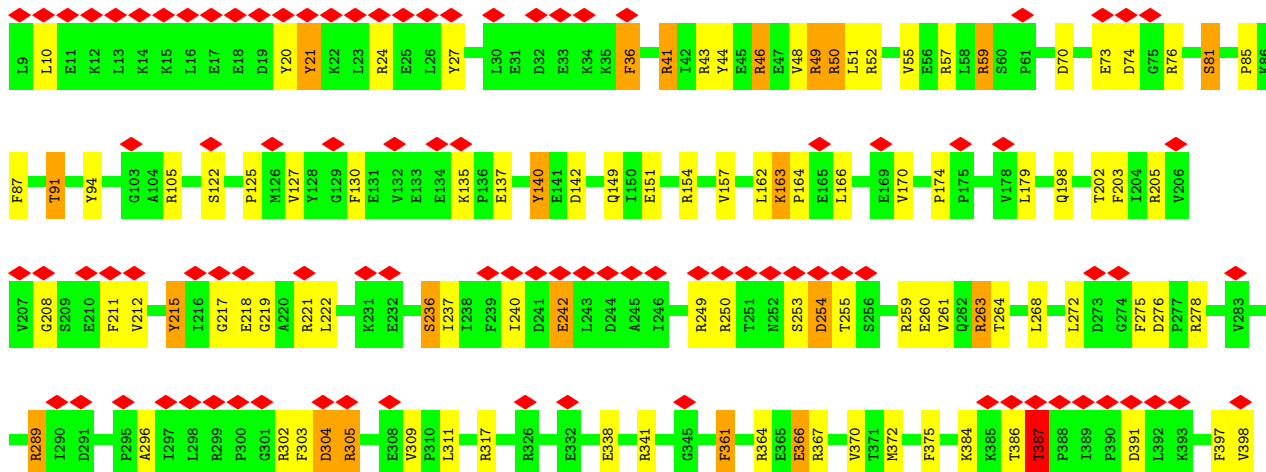 L9 L10 E11 K12 L13 K14 K15 L16 E17 E18 D19 Y20 Y21 K22 L23 R24 E25 L26 Y27 L30 E31 D32 E33 K34 K35 F36 R41 I42 R43 Y44 E45 R46 E47 V48 R49 R50 L51 R52 V55 E56 R57 L58 R59 S60 P61 D70 E73 D74 G75 R76 S81 P85 K86
F87 T91 Y94 G103 A104 R105 S122 P125 M126 V127 Y128 G129 F130 E131 V132 E133 E134 K135 P136 E137 Y140 E141 D142 Q149 I150 E151 R154 V157 L162 K163 P164 E165 L166 E169 V170 P174 P175 V178 L179 Q198 T202 F203 I204 R205 V206
V207 G208 S209 E210 F211 V212 Y215 I216 G217 E218 G219 A220 R221 L222 K231 E232 S236 I237 I238 F239 I240 D241 E242 L243 D244 A245 I246 R249 R250 T251 N252 S253 D254 T255 S256 R259 E260 V261 Q262 R263 T264 L268 L272 D273 G274 F275 D276 P277 R278 V283
R289 I290 D291 P295 A296 I297 L298 R299 P300 G301 R302 F303 D304 R305 E308 V309 P310 L311 R317 R326 E332 E338 R341 G345 F361 R364 E365 E366 R367 V370 T371 M372 F375 K384 K385 T386 T387 P388 I389 P390 D391 L392 K393 F397 V398